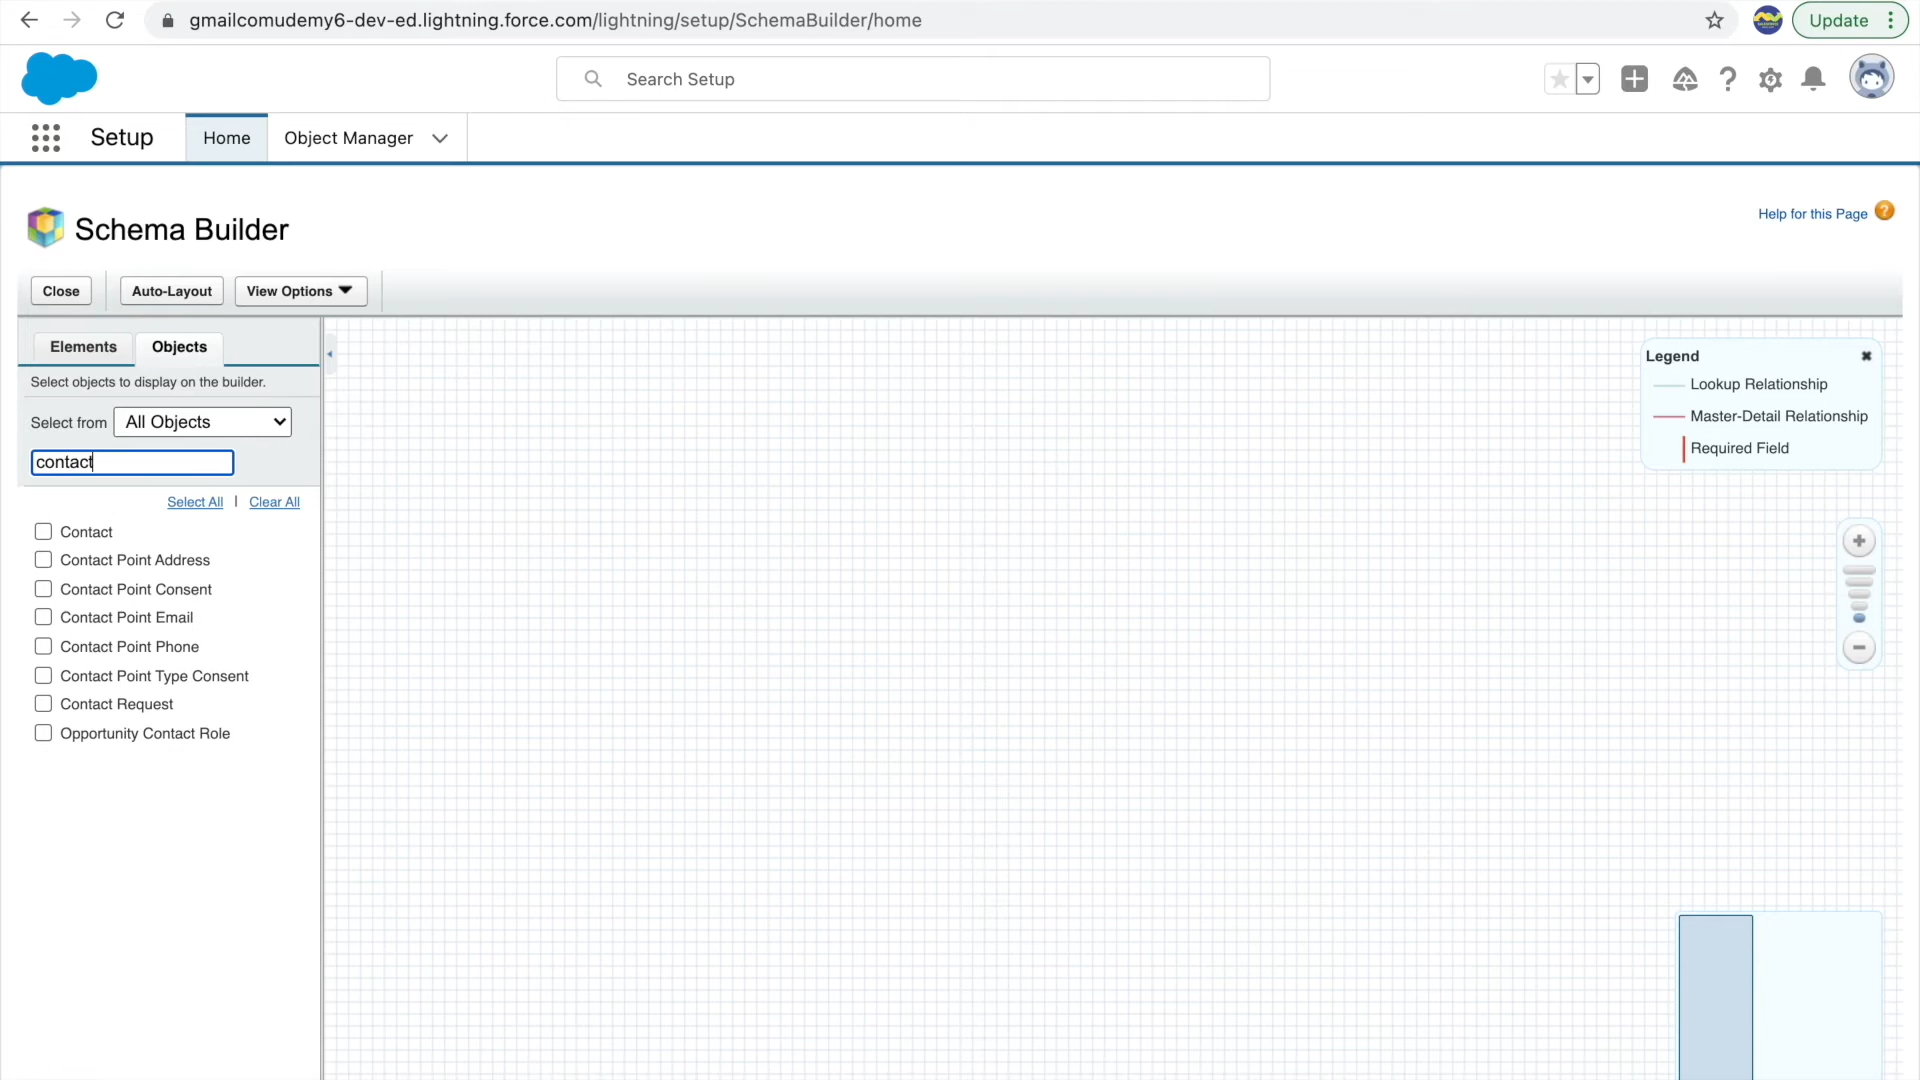 gmailcomudemy6-dev-ed.lightning.force.com/lightning/setup/SchemaBuilder/home
Update
Search Setup
Setup
Home
Object Manager
Schema Builder
Help for this Page
Close
Auto-Layout
View Options
Elements
Objects
Select objects to display on the builder.
Select from
All Objects
contact
Select All | Clear All
Contact
Contact Point Address
Contact Point Consent
Contact Point Email
Contact Point Phone
Contact Point Type Consent
Contact Request
Opportunity Contact Role
Legend
Lookup Relationship
Master-Detail Relationship
Required Field